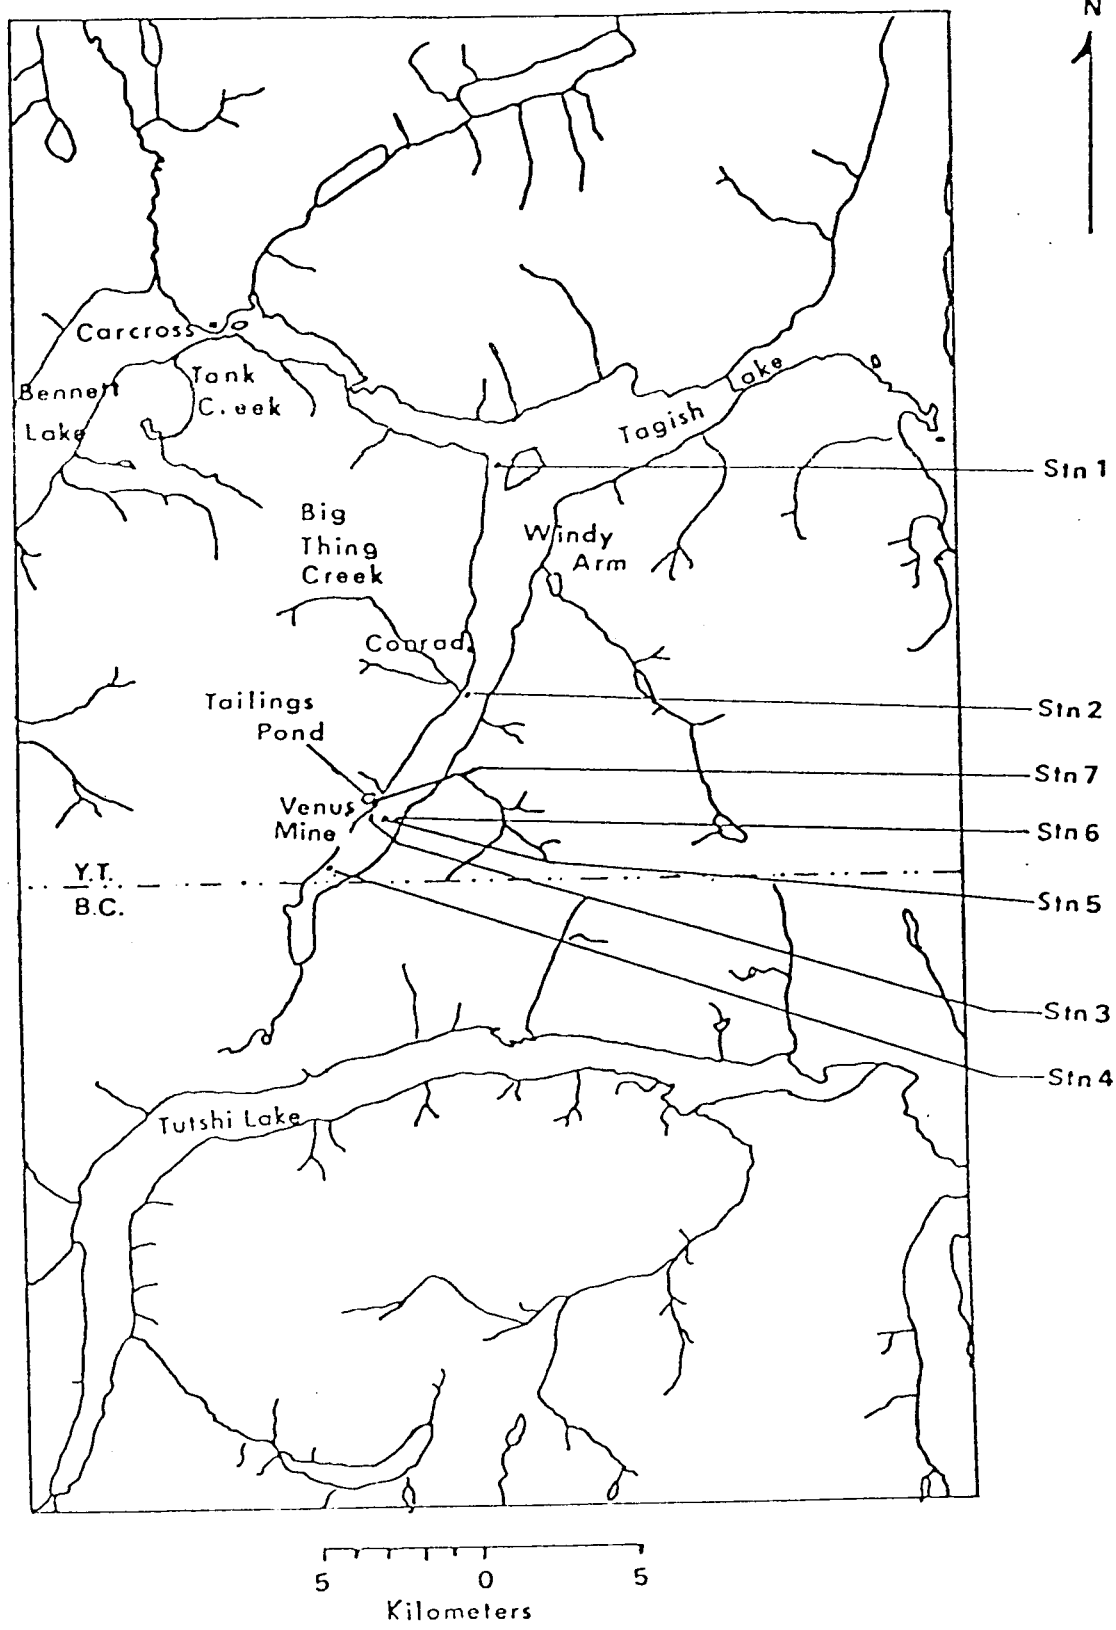 N
Carcross
Bennett
Lake
Tank
C.eek
Lake
Tagish
Stn 1
Big
Thing
Creek
Windy
Arm
Conrad
Tailings
Pond
Stn 2
Stn 7
Venus
Mine
Stn 6
Y.T.
B.C.
Stn 5
Stn 3
Stn 4
Tutshi Lake
5 0 5
Kilometers